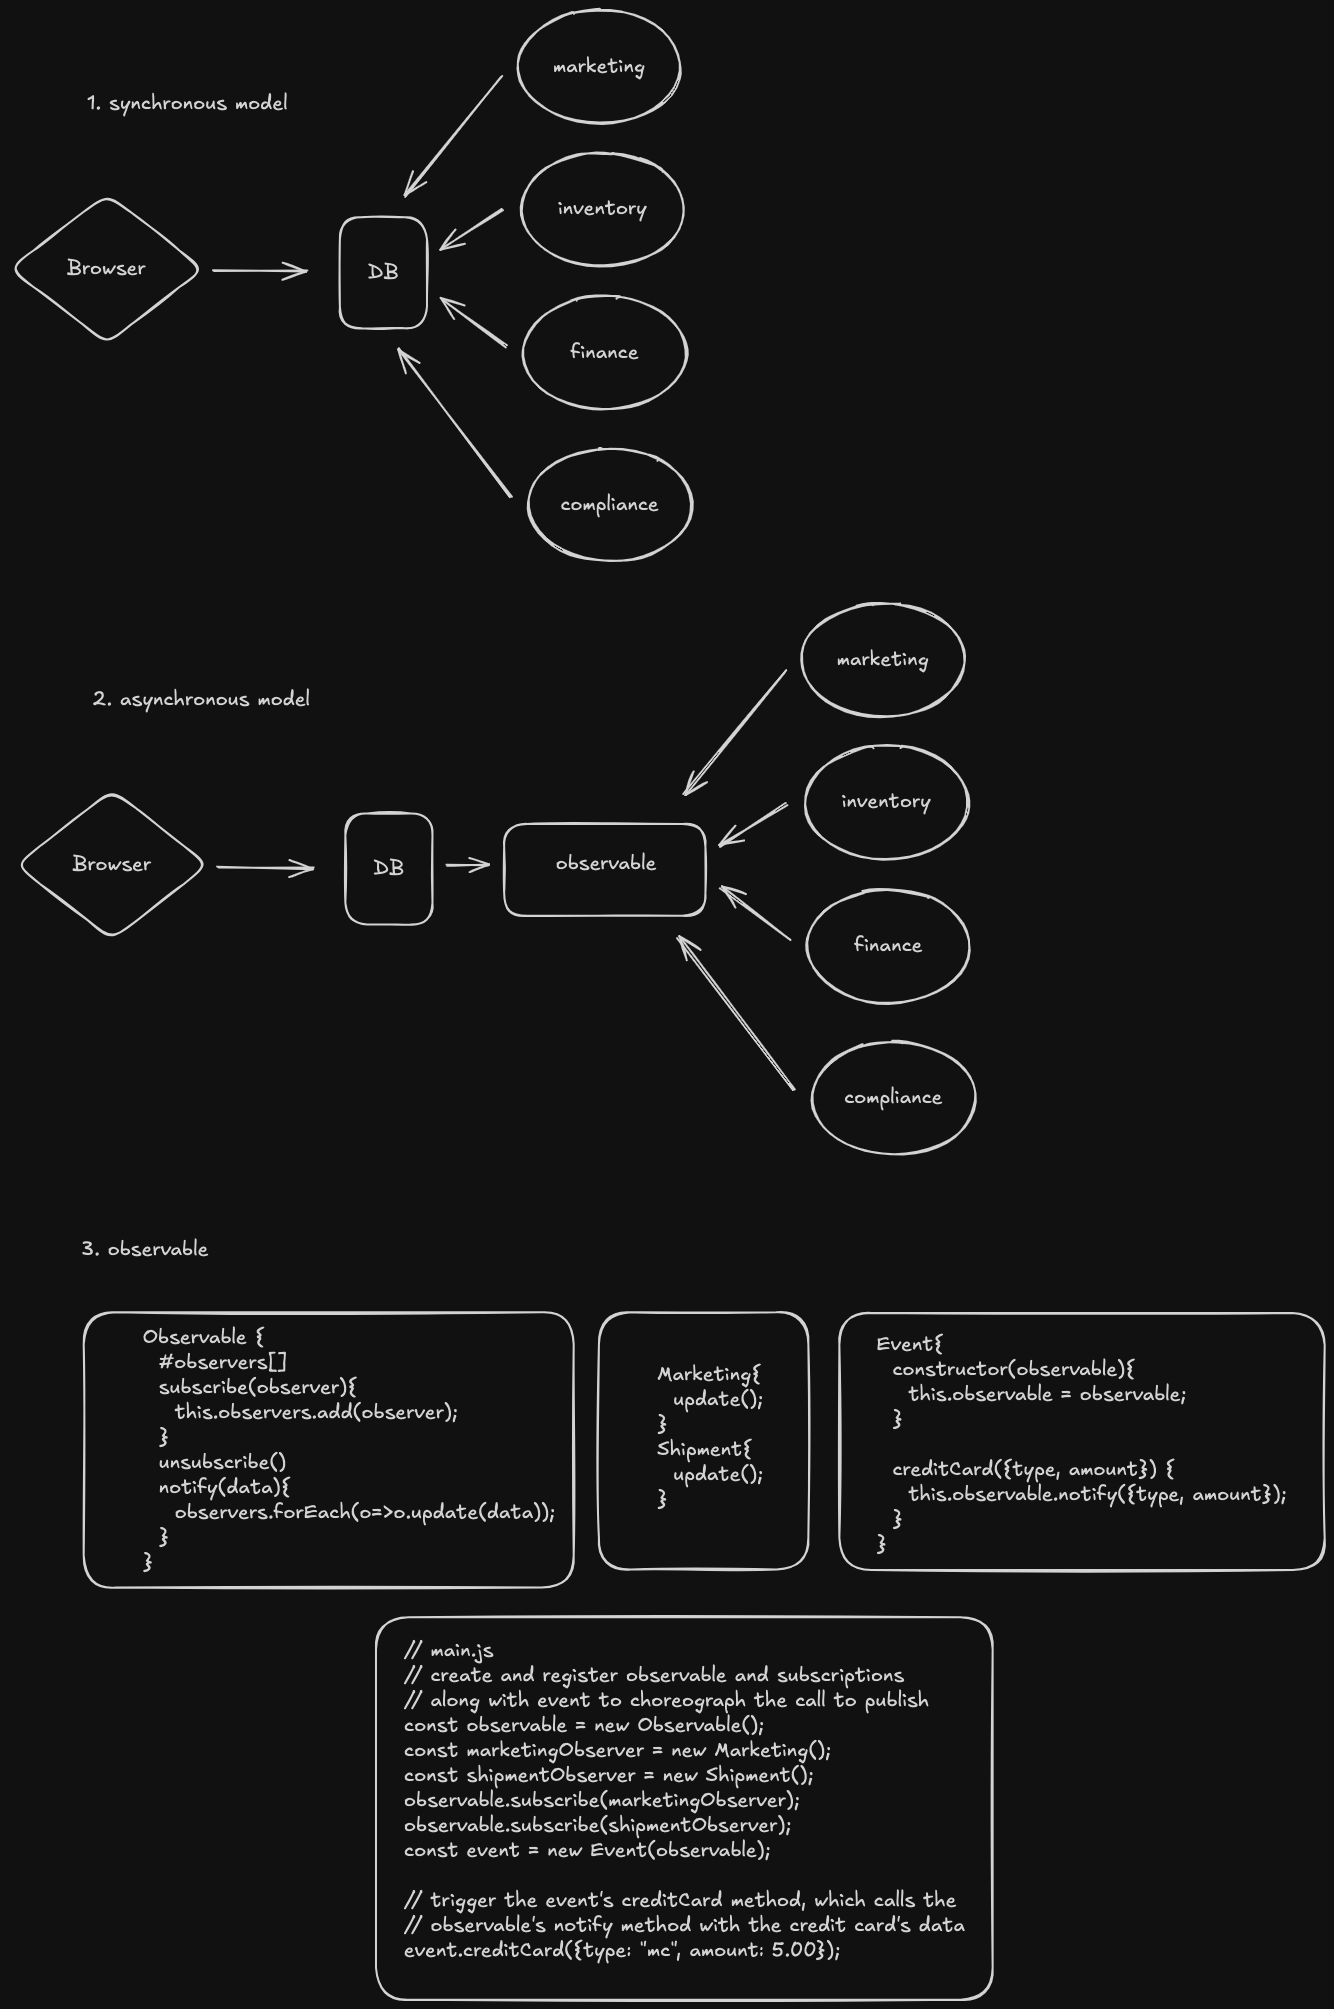 marketing
1. synchronous model
inventory
Browser
DB
finance
compliance
marketing
2. asynchronous model
inventory
Browser
DB
observable
finance
compliance
3. observable
Observable {
#observers[]
subscribe(observer){
this.observers.add(observer);
}
unsubscribe()
notify(data){
observers.forEach(o=>o.update(data));
}
}
Marketing{
update();
}
Shipment{
update();
}
Event{
constructor(observable){
this.observable = observable;
}
creditCard({type, amount}) {
this.observable.notify({type, amount});
}
}
// main.js
// create and register observable and subscriptions
// along with event to choreograph the call to publish
const observable = new Observable();
const marketingObserver = new Marketing();
const shipmentObserver = new Shipment();
observable.subscribe(marketingObserver);
observable.subscribe(shipmentObserver);
const event = new Event(observable);
// trigger the event's creditCard method, which calls the
// observable's notify method with the credit card's data
event.creditCard({type: "mc", amount: 5.00});